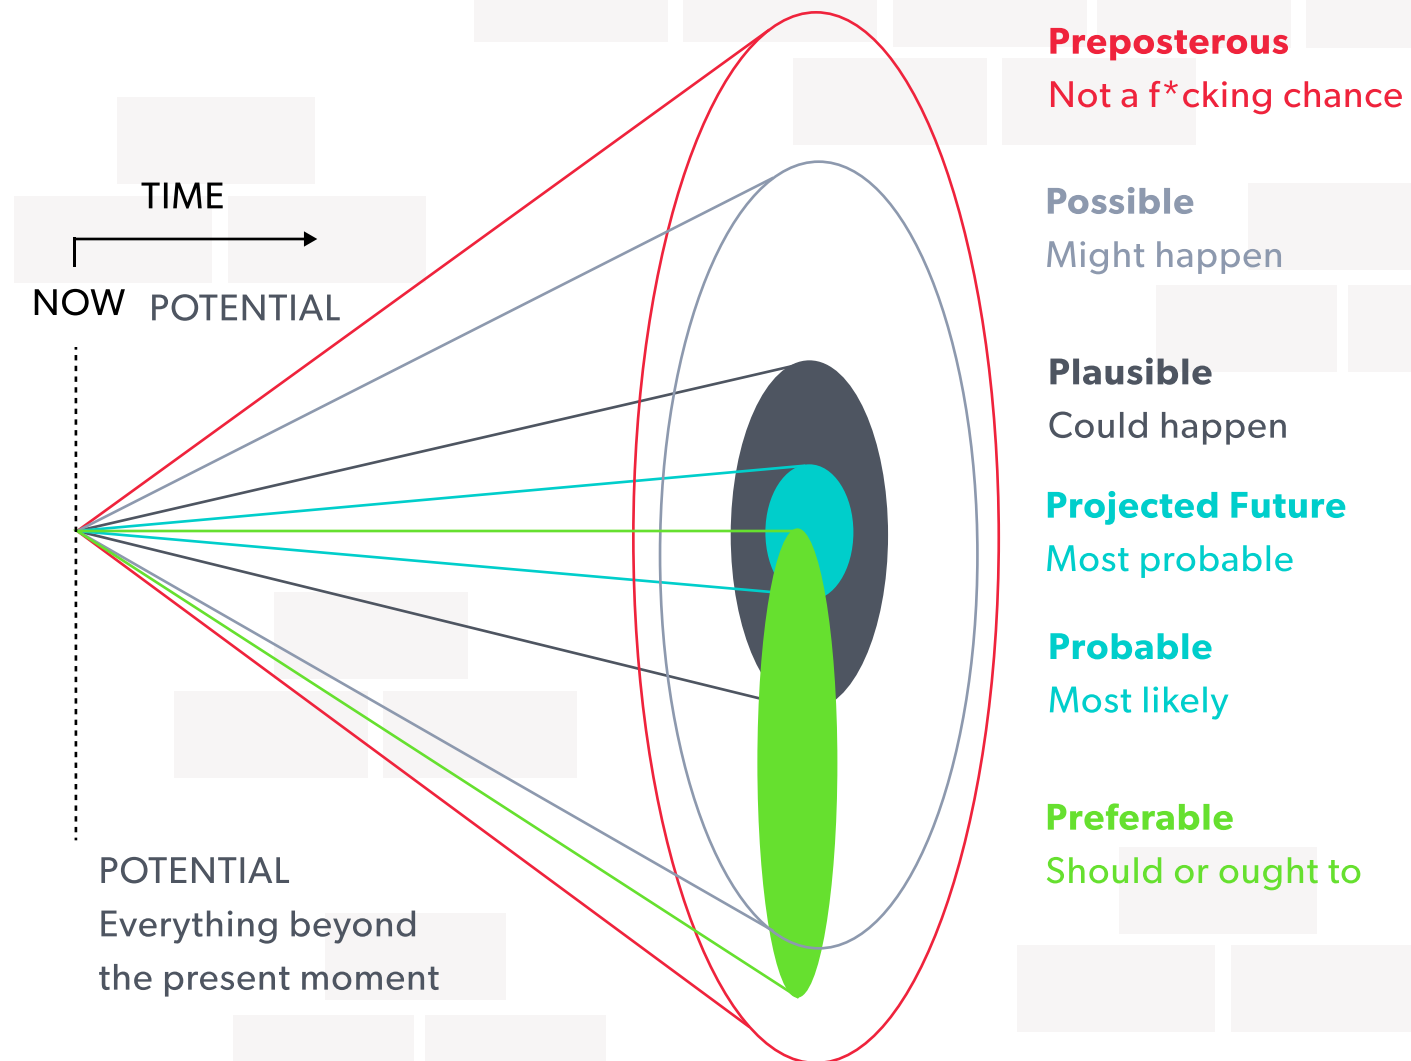 TIME
NOW
POTENTIAL
POTENTIAL
Everything beyond
the present moment
Preposterous
Not a f*cking chance
Possible
Might happen
Plausible
Could happen
Projected Future
Most probable
Probable
Most likely
Preferable
Should or ought to